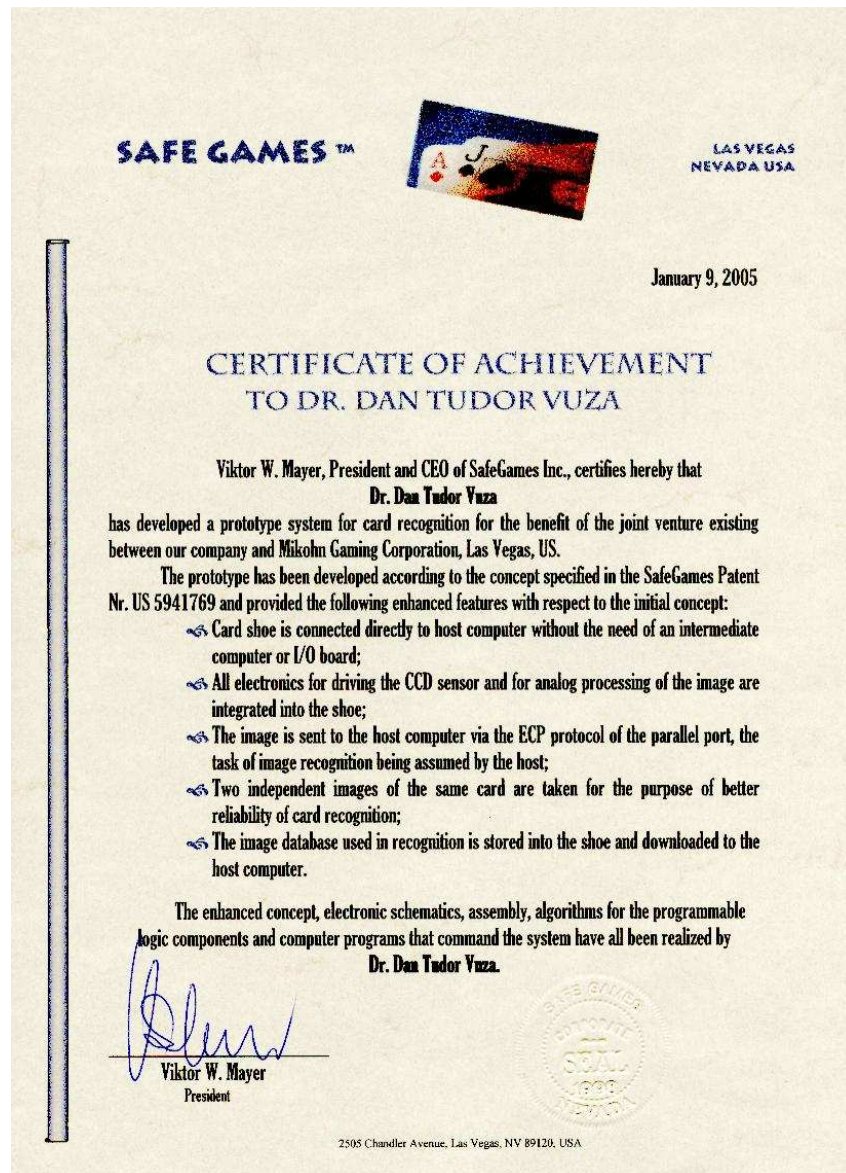 SAFE GAMES ™
A J
LAS VEGAS
NEVADA USA
January 9, 2005
CERTIFICATE OF ACHIEVEMENT
TO DR. DAN TUDOR VUZA
Viktor W. Mayer, President and CEO of SafeGames Inc., certifies hereby that
Dr. Dan Tudor Vuza
has developed a prototype system for card recognition for the benefit of the joint venture existing
between our company and Mikohn Gaming Corporation, Las Vegas, US.
The prototype has been developed according to the concept specified in the SafeGames Patent
Nr. US 5941769 and provided the following enhanced features with respect to the initial concept:
Card shoe is connected directly to host computer without the need of an intermediate
computer or I/O board;
All electronics for driving the CCD sensor and for analog processing of the image are
integrated into the shoe;
The image is sent to the host computer via the ECP protocol of the parallel port, the
task of image recognition being assumed by the host;
Two independent images of the same card are taken for the purpose of better
reliability of card recognition;
The image database used in recognition is stored into the shoe and downloaded to the
host computer.
The enhanced concept, electronic schematics, assembly, algorithms for the programmable
logic components and computer programs that command the system have all been realized by
Dr. Dan Tudor Vuza.
Viktor W. Mayer
President
SAFE GAMES
SEAL
1998
NEVADA
2505 Chandler Avenue, Las Vegas, NV 89120, USA